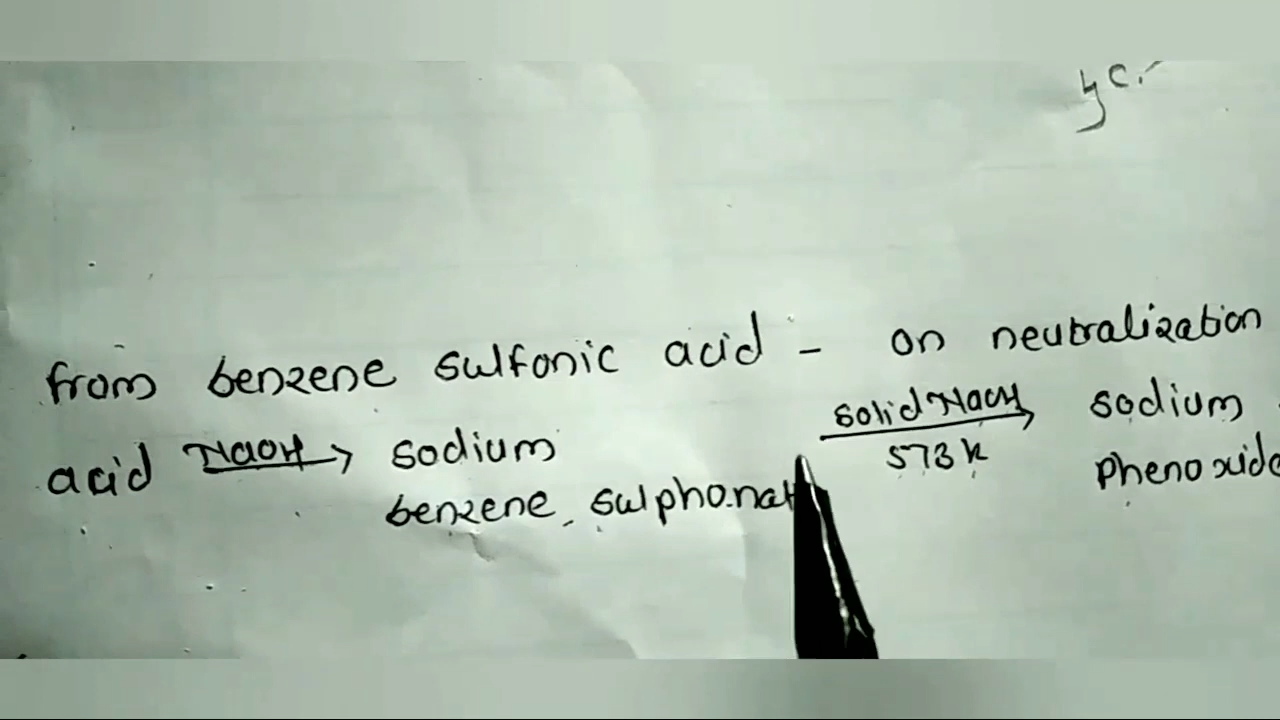 from benzene sulfonic acid - on neutralization
acid NaOH → sodium benzene sulphonat solid NaOH → 573 K sodium phenoxide